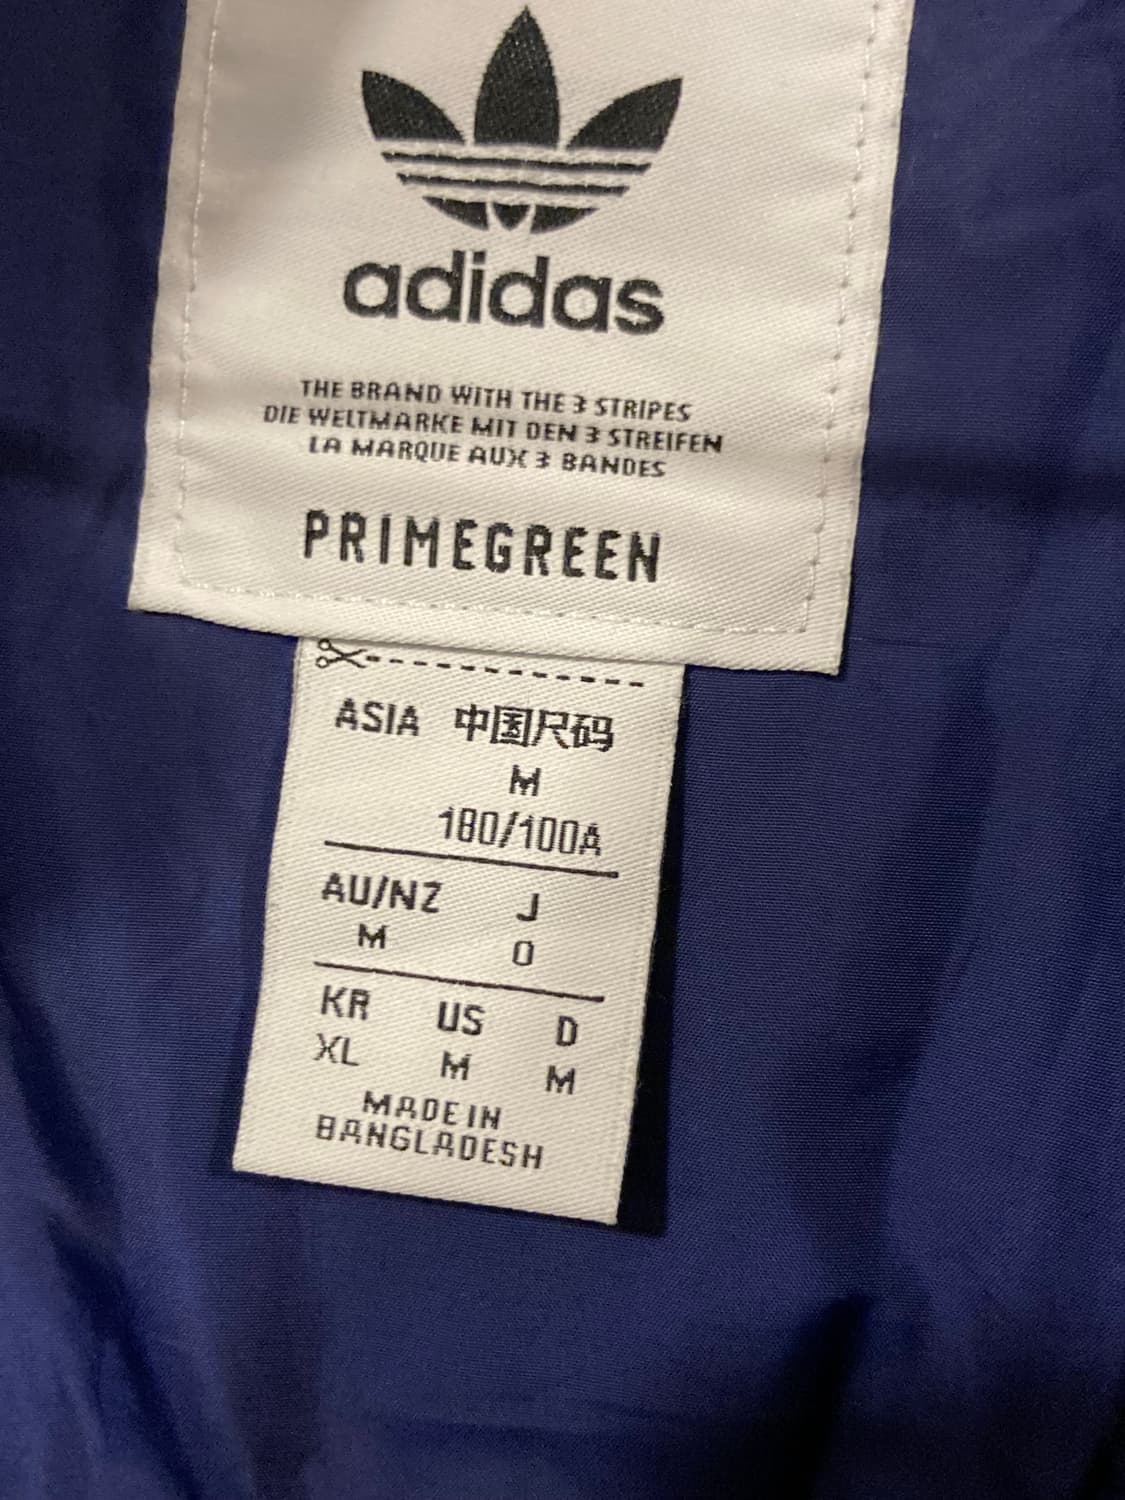 adidas
THE BRAND WITH THE 3 STRIPES
DIE WELTMARKE MIT DEN 3 STREIFEN
LA MARQUE AUX 3 BANDES
PRIMEGREEN
ASIA 中国尺码
M
180/100A
AU/NZ J
M O
KR US D
XL M M
MADE IN
BANGLADESH